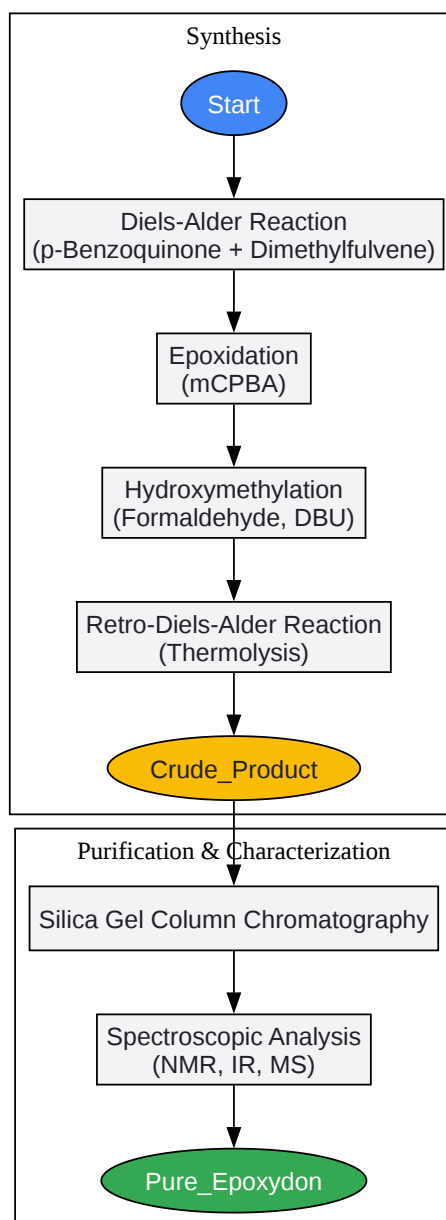 Synthesis
Start
Diels-Alder Reaction
(p-Benzoquinone + Dimethylfulvene)
Epoxidation
(mCPBA)
Hydroxymethylation
(Formaldehyde, DBU)
Retro-Diels-Alder Reaction
(Thermolysis)
Crude_Product
Purification & Characterization
Silica Gel Column Chromatography
Spectroscopic Analysis
(NMR, IR, MS)
Pure_Epoxydon